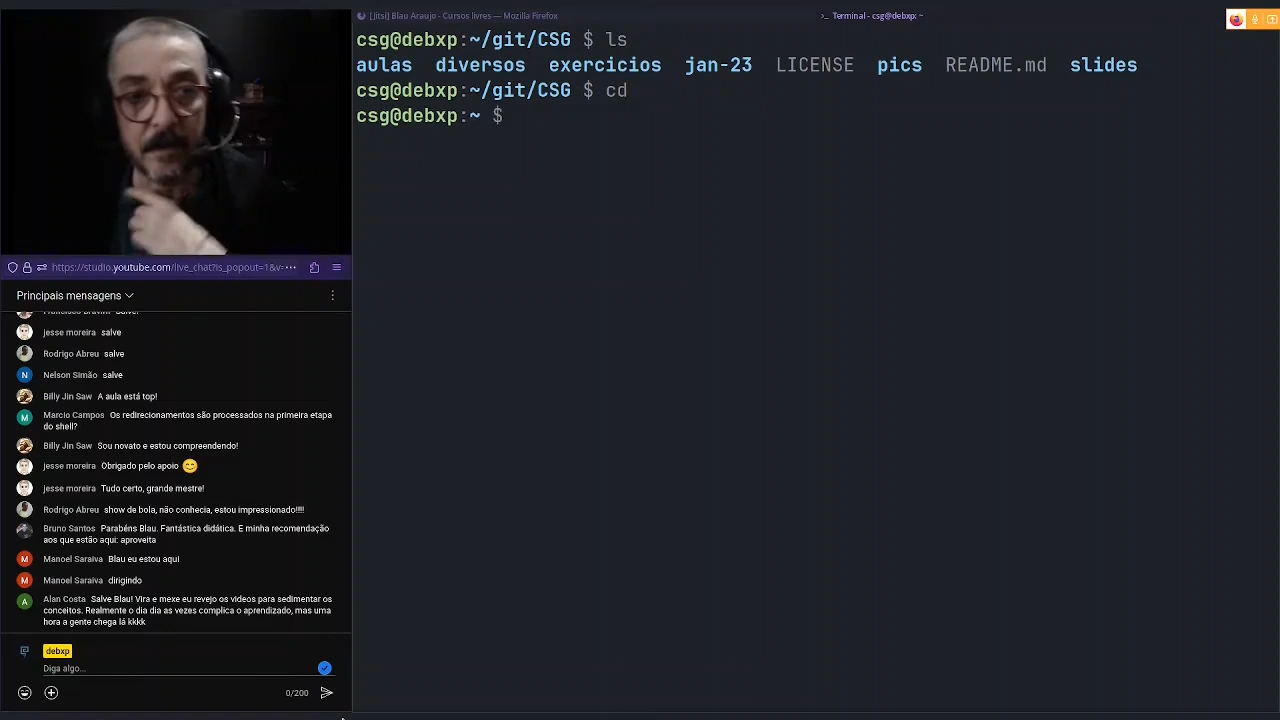 [Jitsi] Blau Araujo - Cursos livres — Mozilla Firefox
>_ Terminal - csg@debxp: ~
csg@debxp:~/git/CSG $ ls
aulas diversos exercicios jan-23 LICENSE pics README.md slides
csg@debxp:~/git/CSG $ cd
csg@debxp:~ $
https://studio.youtube.com/live_chat?is_popout=1&v=
Principais mensagens
jesse moreira salve
Rodrigo Abreu salve
N
Nelson Simão salve
Billy Jin Saw A aula está top!
M
Marcio Campos Os redirecionamentos são processados na primeira etapa
do shell?
Billy Jin Saw Sou novato e estou compreendendo!
jesse moreira Obrigado pelo apoio 😊
jesse moreira Tudo certo, grande mestre!
Rodrigo Abreu show de bola, não conhecia, estou impressionado!!!!
Bruno Santos Parabéns Blau. Fantástica didática. E minha recomendação
aos que estão aqui: aproveita
M
Manoel Saraiva Blau eu estou aqui
M
Manoel Saraiva dirigindo
A
Alan Costa Salve Blau! Vira e mexe eu revejo os videos para sedimentar os
conceitos. Realmente o dia dia as vezes complica o aprendizado, mas uma
hora a gente chega lá kkkk
debxp
Diga algo...
0/200